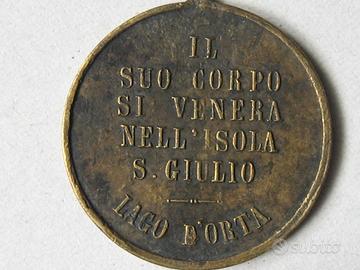 IL
SUO CORPO
SI VENERA
NELL'ISOLA
S. GIULIO
LAGO D'ORTA
subito